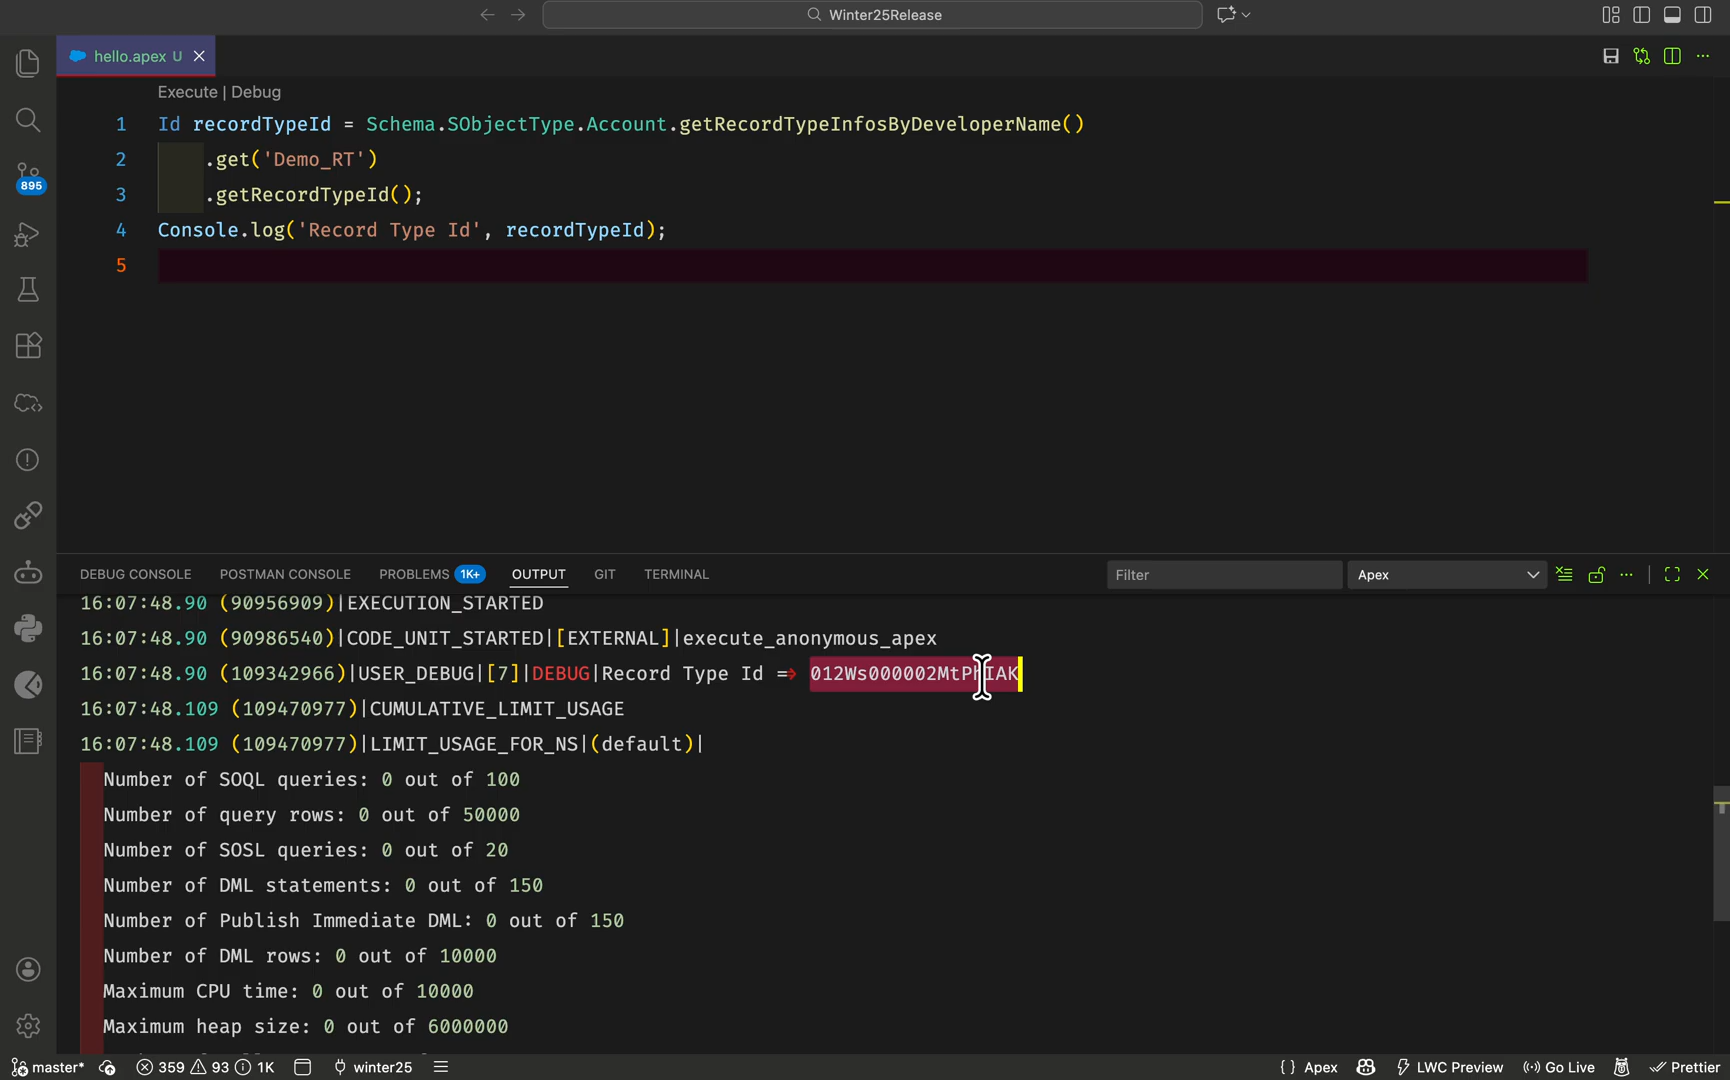 Winter25Release
hello.apex U
Execute | Debug
1 Id recordTypeId = Schema.SObjectType.Account.getRecordTypeInfosByDeveloperName()
2 .get('Demo_RT')
3 .getRecordTypeId();
4 Console.log('Record Type Id', recordTypeId);
5
895
DEBUG CONSOLE POSTMAN CONSOLE PROBLEMS 1K+ OUTPUT GIT TERMINAL Filter Apex
16:07:48.90 (90956909)|EXECUTION_STARTED
16:07:48.90 (90986540)|CODE_UNIT_STARTED|[EXTERNAL]|execute_anonymous_apex
16:07:48.90 (109342966)|USER_DEBUG|[7]|DEBUG|Record Type Id => 012Ws000002MtPhIAK
16:07:48.109 (109470977)|CUMULATIVE_LIMIT_USAGE
16:07:48.109 (109470977)|LIMIT_USAGE_FOR_NS|(default)|
Number of SOQL queries: 0 out of 100
Number of query rows: 0 out of 50000
Number of SOSL queries: 0 out of 20
Number of DML statements: 0 out of 150
Number of Publish Immediate DML: 0 out of 150
Number of DML rows: 0 out of 10000
Maximum CPU time: 0 out of 10000
Maximum heap size: 0 out of 6000000
master* 359 93 1K winter25 { } Apex LWC Preview Go Live Prettier